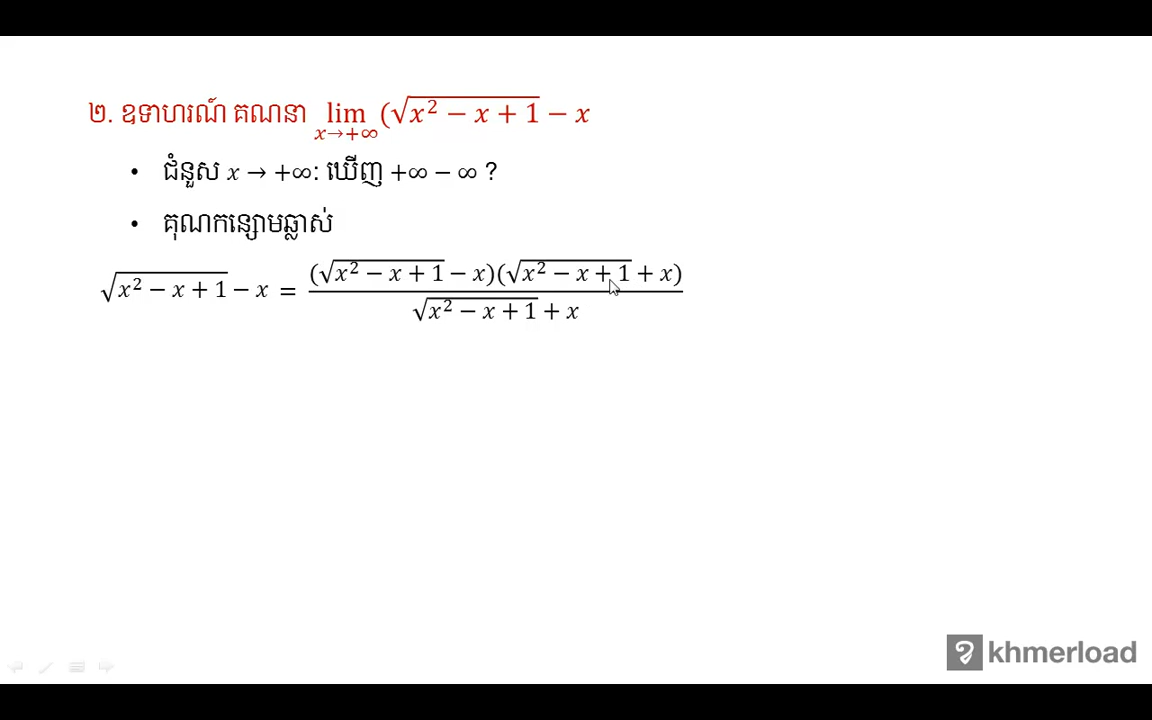 ២. ឧទាហរណ៍ គណនា lim x→+∞ (√x² − x + 1 − x
• ជំនួស x → +∞: ឃើញ +∞ − ∞ ?
• គុណកន្សោមឆ្លាស់
√x² − x + 1 − x = (√x² − x + 1 − x)(√x² − x + 1 + x) / √x² − x + 1 + x
khmerload